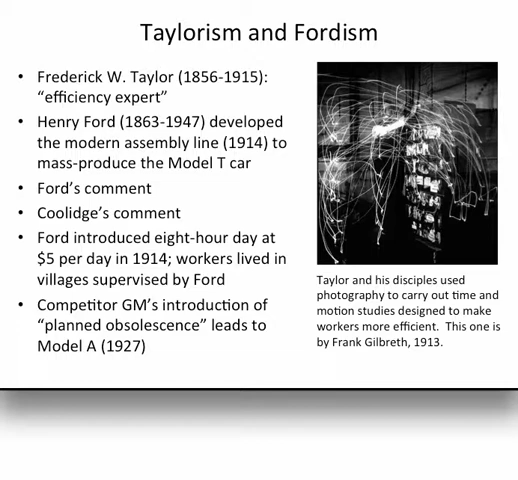 Taylorism and Fordism
• Frederick W. Taylor (1856-1915):
“efficiency expert”
• Henry Ford (1863-1947) developed
the modern assembly line (1914) to
mass-produce the Model T car
• Ford’s comment
• Coolidge’s comment
• Ford introduced eight-hour day at
$5 per day in 1914; workers lived in
villages supervised by Ford
• Competitor GM’s introduction of
“planned obsolescence” leads to
Model A (1927)
Taylor and his disciples used
photography to carry out time and
motion studies designed to make
workers more efficient.  This one is
by Frank Gilbreth, 1913.